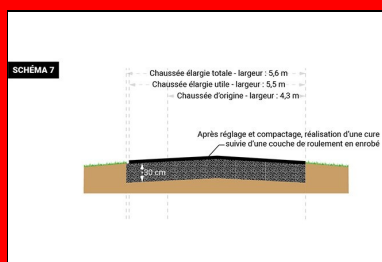 SCHÉMA 7
Chaussée élargie totale - largeur : 5,6 m
Chaussée élargie utile - largeur : 5,5 m
Chaussée d'origine - largeur : 4,3 m
Après réglage et compactage, réalisation d'une cure
suivie d'une couche de roulement en enrobé
30 cm